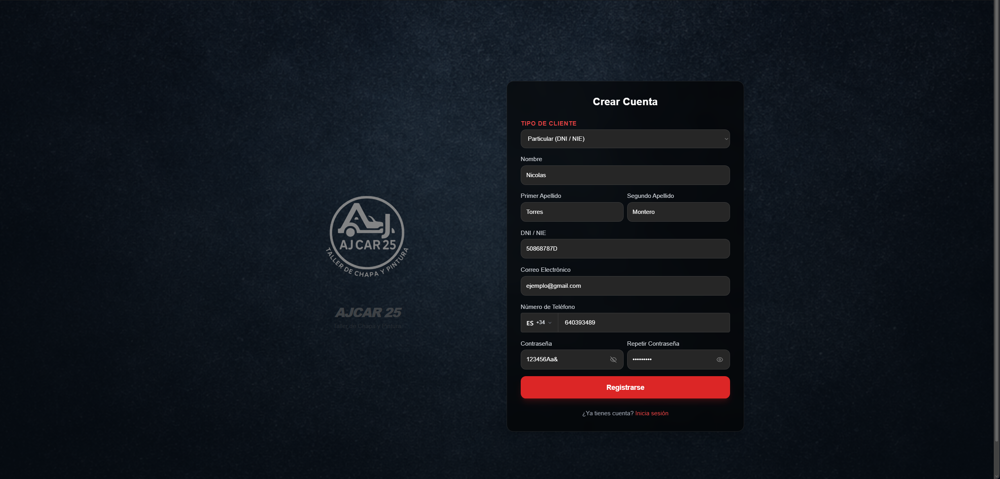 AJ
AJ CAR 25
TALLER DE CHAPA Y PINTURA
AJCAR 25
Taller de Chapa y Pintura
Crear Cuenta
TIPO DE CLIENTE
Particular (DNI / NIE)
Nombre
Nicolas
Primer Apellido Segundo Apellido
Torres Montero
DNI / NIE
50868787D
Correo Electrónico
ejemplo@gmail.com
Número de Teléfono
ES +34 640393489
Contraseña Repetir Contraseña
123456Aa& •••••••••
Registrarse
¿Ya tienes cuenta? Inicia sesión